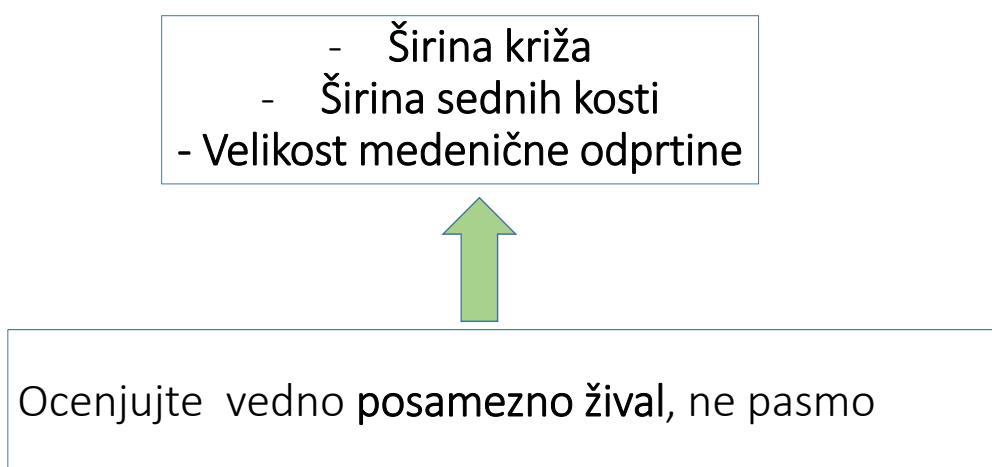 - Širina križa
- Širina sednih kosti
- Velikost medenične odprtine
Ocenjujte vedno posamezno žival, ne pasmo